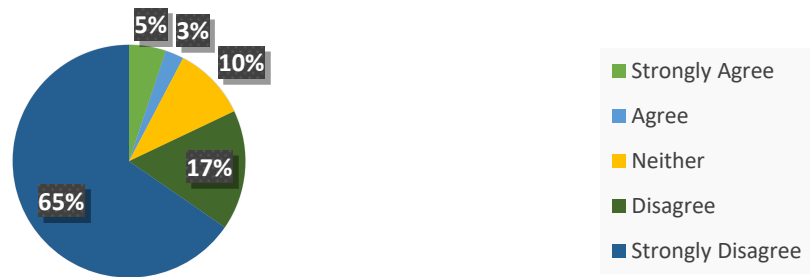 5%
3%
10%
17%
65%
Strongly Agree
Agree
Neither
Disagree
Strongly Disagree